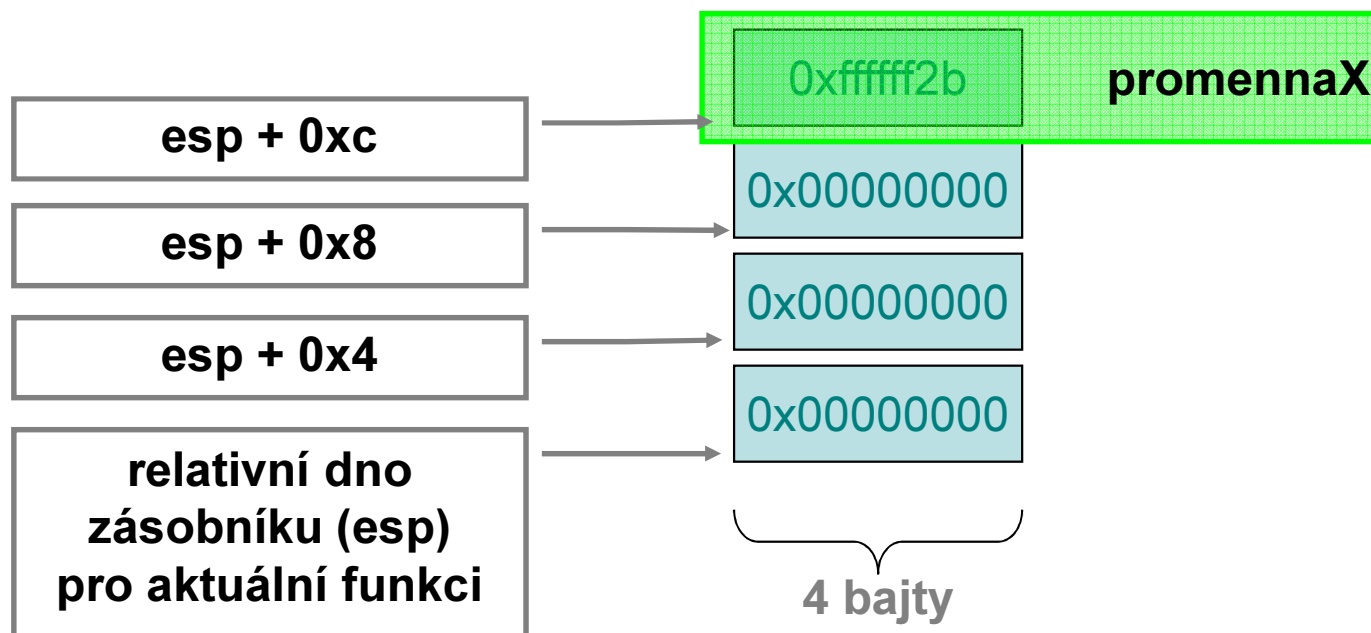 0xffffff2b promennaX
esp + 0xc
0x00000000
esp + 0x8
0x00000000
esp + 0x4
0x00000000
relativní dno
zásobníku (esp)
pro aktuální funkci
4 bajty